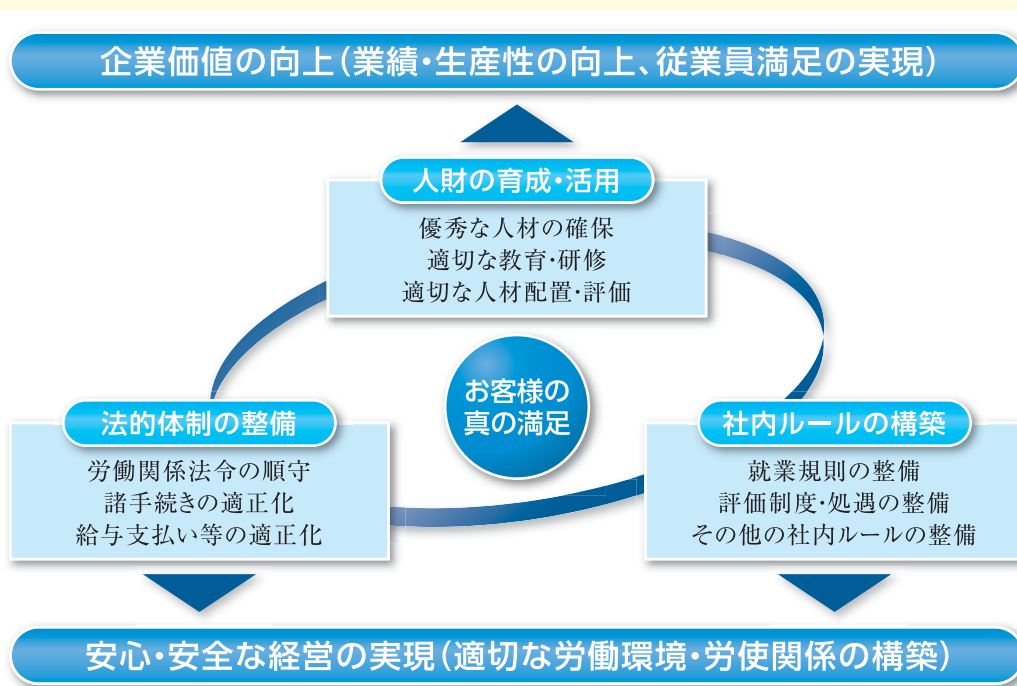 企業価値の向上(業績・生産性の向上、従業員満足の実現)
人財の育成・活用
優秀な人材の確保
適切な教育・研修
適切な人材配置・評価
お客様の
真の満足
法的体制の整備
労働関係法令の順守
諸手続きの適正化
給与支払い等の適正化
社内ルールの構築
就業規則の整備
評価制度・処遇の整備
その他の社内ルールの整備
安心・安全な経営の実現(適切な労働環境・労使関係の構築)